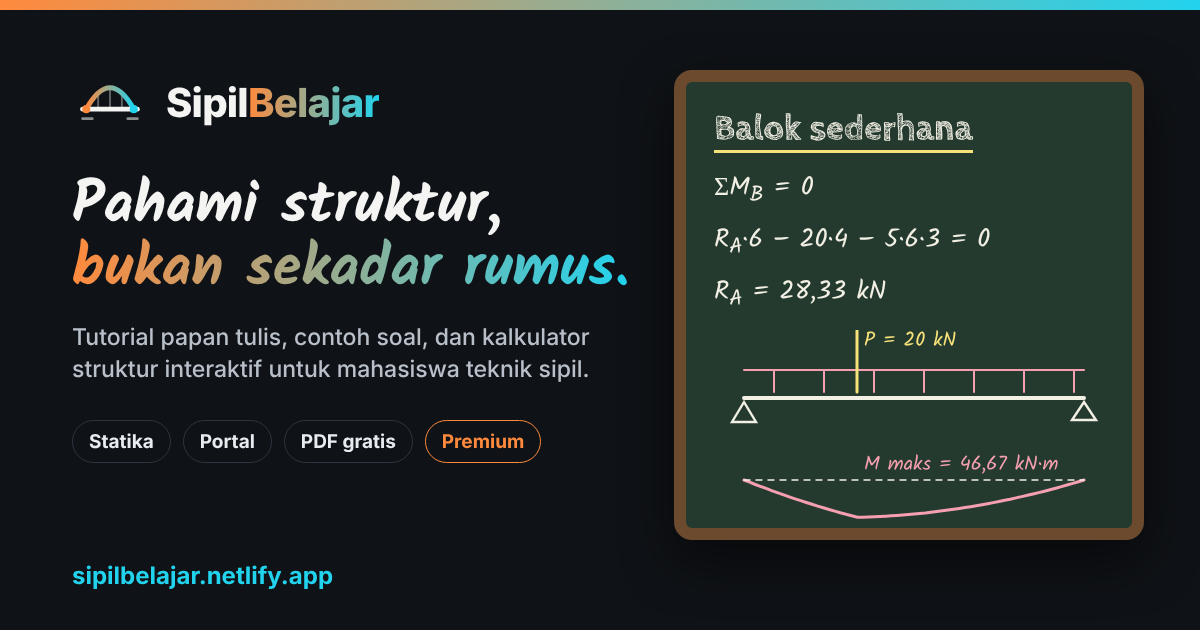 SipilBelajar
Pahami struktur,
bukan sekadar rumus.
Tutorial papan tulis, contoh soal, dan kalkulator
struktur interaktif untuk mahasiswa teknik sipil.
Statika
Portal
PDF gratis
Premium
sipilbelajar.netlify.app
Balok sederhana
ΣM_B = 0
R_A·6 − 20·4 − 5·6·3 = 0
R_A = 28,33 kN
P = 20 kN
M maks = 46,67 kN·m